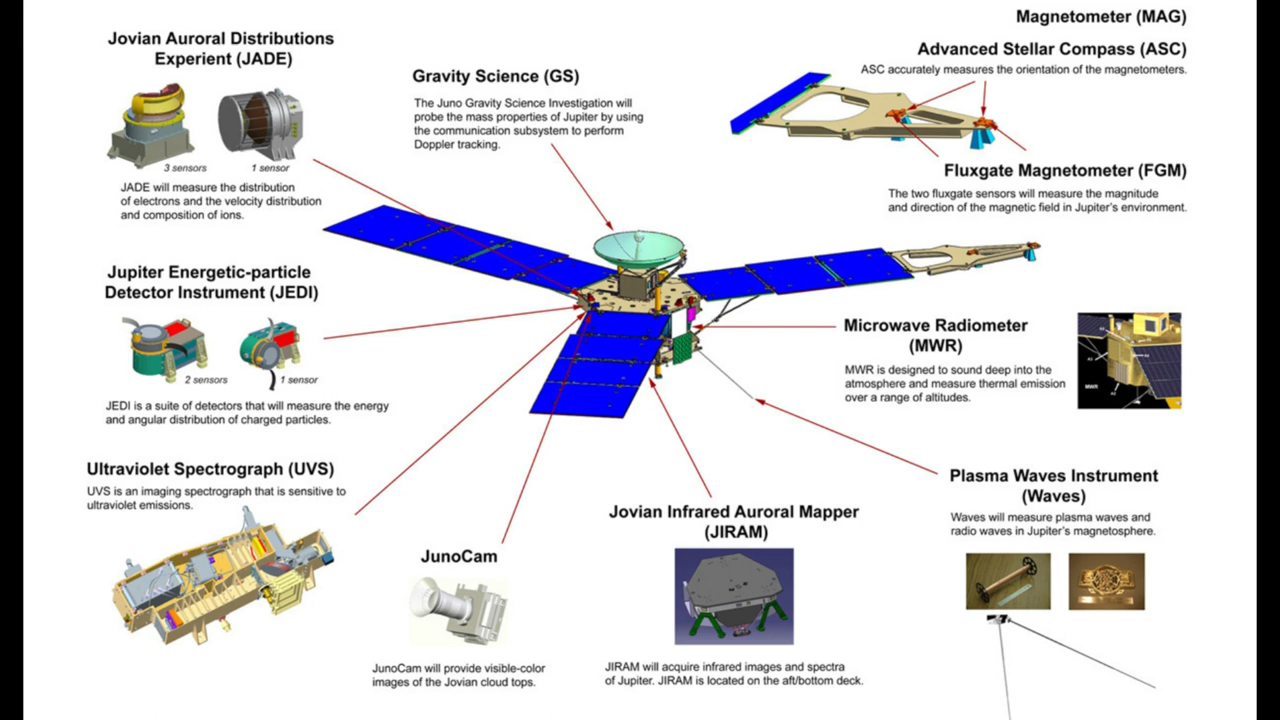 Jovian Auroral Distributions
Experient (JADE)
3 sensors
1 sensor
JADE will measure the distribution
of electrons and the velocity distribution
and composition of ions.
Gravity Science (GS)
The Juno Gravity Science Investigation will
probe the mass properties of Jupiter by using
the communication subsystem to perform
Doppler tracking.
Magnetometer (MAG)
Advanced Stellar Compass (ASC)
ASC accurately measures the orientation of the magnetometers.
Fluxgate Magnetometer (FGM)
The two fluxgate sensors will measure the magnitude
and direction of the magnetic field in Jupiter's environment.
Jupiter Energetic-particle
Detector Instrument (JEDI)
2 sensors
1 sensor
JEDI is a suite of detectors that will measure the energy
and angular distribution of charged particles.
Microwave Radiometer
(MWR)
MWR is designed to sound deep into the
atmosphere and measure thermal emission
over a range of altitudes.
MWR
Ultraviolet Spectrograph (UVS)
UVS is an imaging spectrograph that is sensitive to
ultraviolet emissions.
JunoCam
JunoCam will provide visible-color
images of the Jovian cloud tops.
Jovian Infrared Auroral Mapper
(JIRAM)
JIRAM will acquire infrared images and spectra
of Jupiter. JIRAM is located on the aft/bottom deck.
Plasma Waves Instrument
(Waves)
Waves will measure plasma waves and
radio waves in Jupiter's magnetosphere.